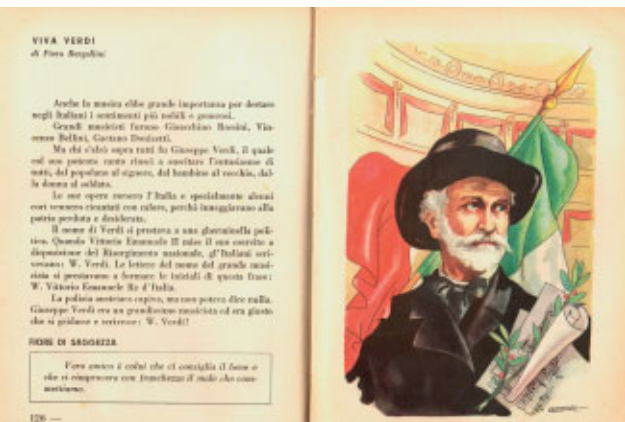 VIVA VERDI
di Piero Bargellini
Anche la musica ebbe grande importanza per destare
negli Italiani i sentimenti più nobili e generosi.
Grandi musicisti furono Gioacchino Rossini, Vin-
cenzo Bellini, Gaetano Donizetti.
Ma chi s'alzò sopra tutti fu Giuseppe Verdi, il quale
col suo potente canto riuscì a suscitare l'entusiasmo di
tutti, dal popolano al signore, dal bambino al vecchio, dal-
la donna al soldato.
Le sue opere corsero l'Italia e specialmente alcuni
cori vennero ricantati con calore, perchè inneggiavano alla
patria perduta e desiderata.
Il nome di Verdi si prestava a una gherminella poli-
tica. Quando Vittorio Emanuele II mise il suo esercito a
disposizione del Risorgimento nazionale, gl'Italiani scri-
vevano: W. Verdi. Le lettere del nome del grande musi-
cista si prestavano a formare le iniziali di questa frase:
W. Vittorio Emanuele Re d'Italia.
La polizia austriaca capiva, ma non poteva dire nulla.
Giuseppe Verdi era un grandissimo musicista ed era giusto
che si gridasse e scrivesse: W. Verdi!
FIORE DI SAGGEZZA
Vero amico è colui che ci consiglia il bene e
che ci rimprovera con franchezza il male che com-
mettiamo.
126 —